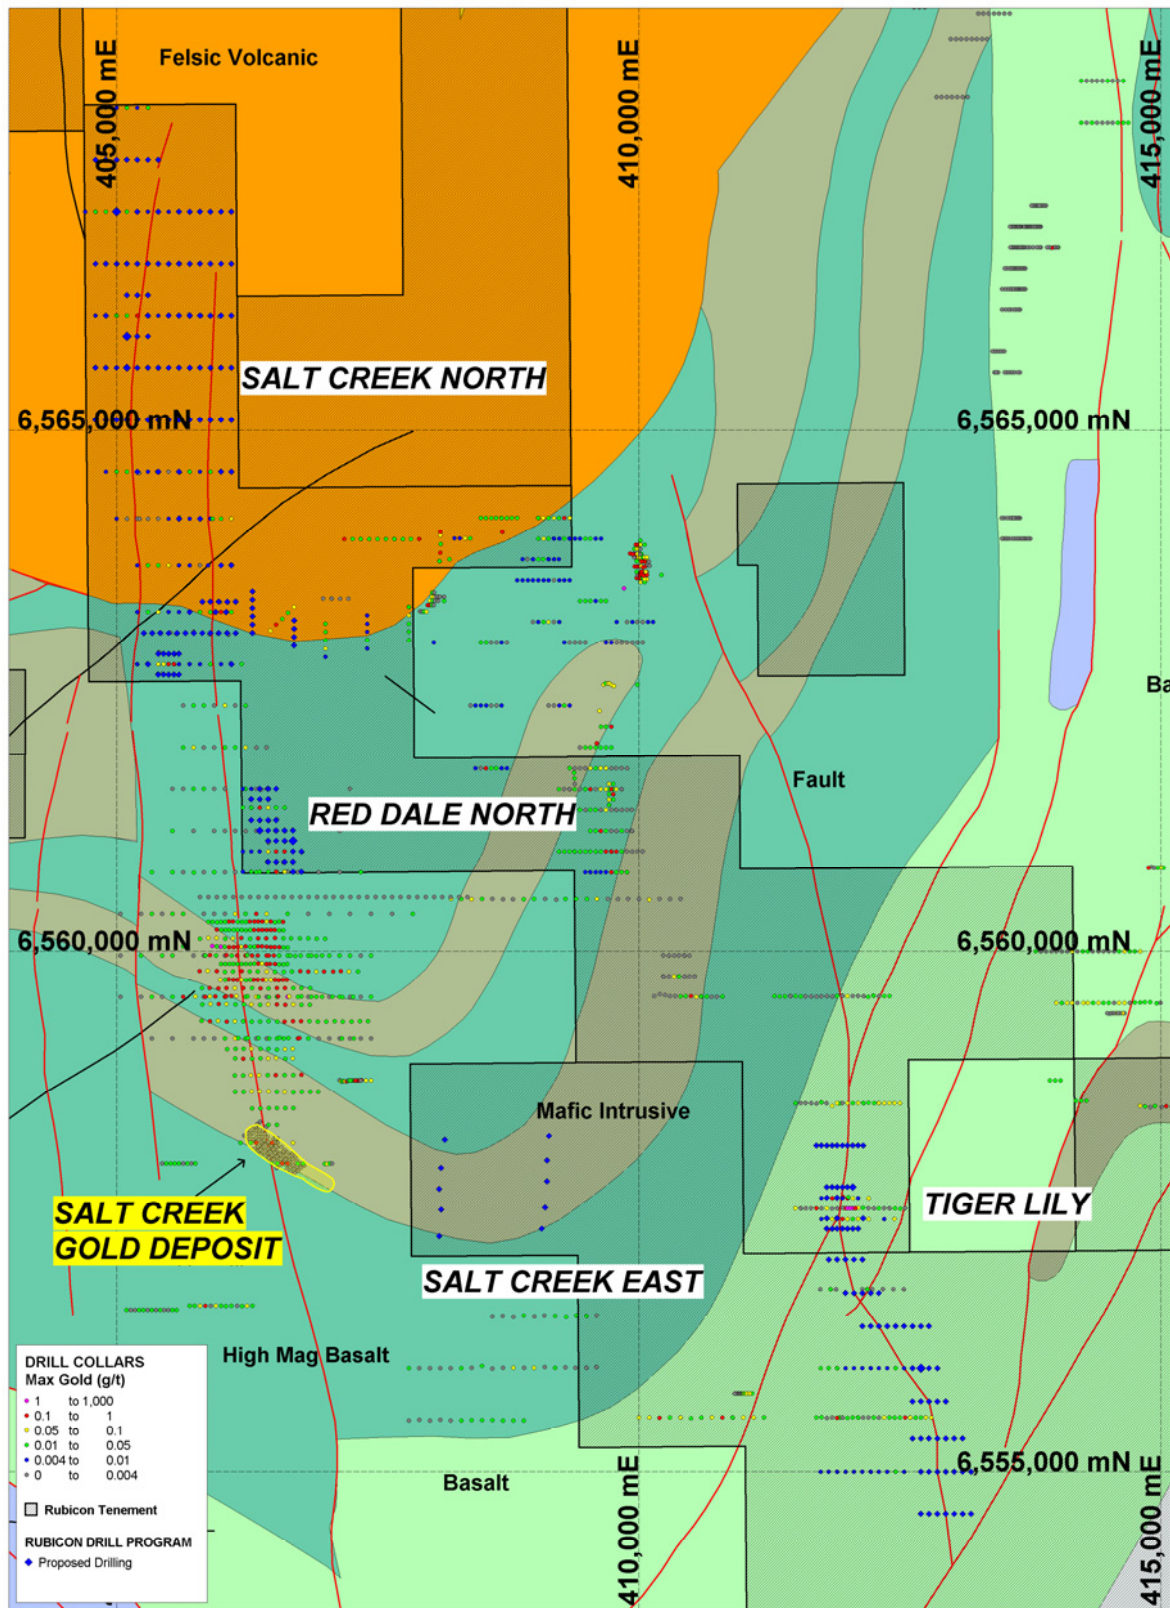 Felsic Volcanic
405,000 mE
410,000 mE
415,000 mE
SALT CREEK NORTH
6,565,000 mN
6,565,000 mN
Ba
Fault
RED DALE NORTH
6,560,000 mN
6,560,000 mN
Mafic Intrusive
SALT CREEK
GOLD DEPOSIT
TIGER LILY
SALT CREEK EAST
High Mag Basalt
Basalt
6,555,000 mN
410,000 mE
415,000 mE
DRILL COLLARS
Max Gold (g/t)
1 to 1,000
0.1 to 1
0.05 to 0.1
0.01 to 0.05
0.004 to 0.01
0 to 0.004
Rubicon Tenement
RUBICON DRILL PROGRAM
Proposed Drilling